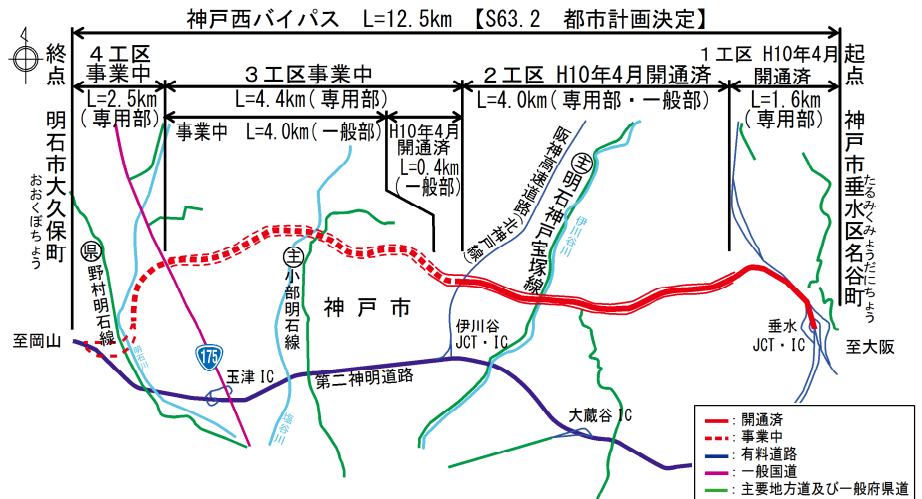 神戸西バイパス L=12.5km 【S63.2 都市計画決定】
終点
明石市大久保町
おおくぼちょう
4工区
事業中
L=2.5km
(専用部)
3工区事業中
L=4.4km(専用部)
事業中 L=4.0km(一般部)
H10年4月
開通済
L=0.4km
(一般部)
2工区 H10年4月開通済
L=4.0km(専用部・一般部)
1工区 H10年4月
開通済
L=1.6km
(専用部)
起点
神戸市垂水区名谷町
たるみくみょうだにちょう
阪神高速道路(北神戸線)
主 明石神戸宝塚線
伊川谷川
県 野村明石線
明石川
主 小部明石線
神戸市
175
至岡山
玉津IC
第二神明道路
櫨谷川
伊川谷
JCT・IC
大蔵谷IC
垂水
JCT・IC
至大阪
:開通済
:事業中
:有料道路
:一般国道
:主要地方道及び一般府県道